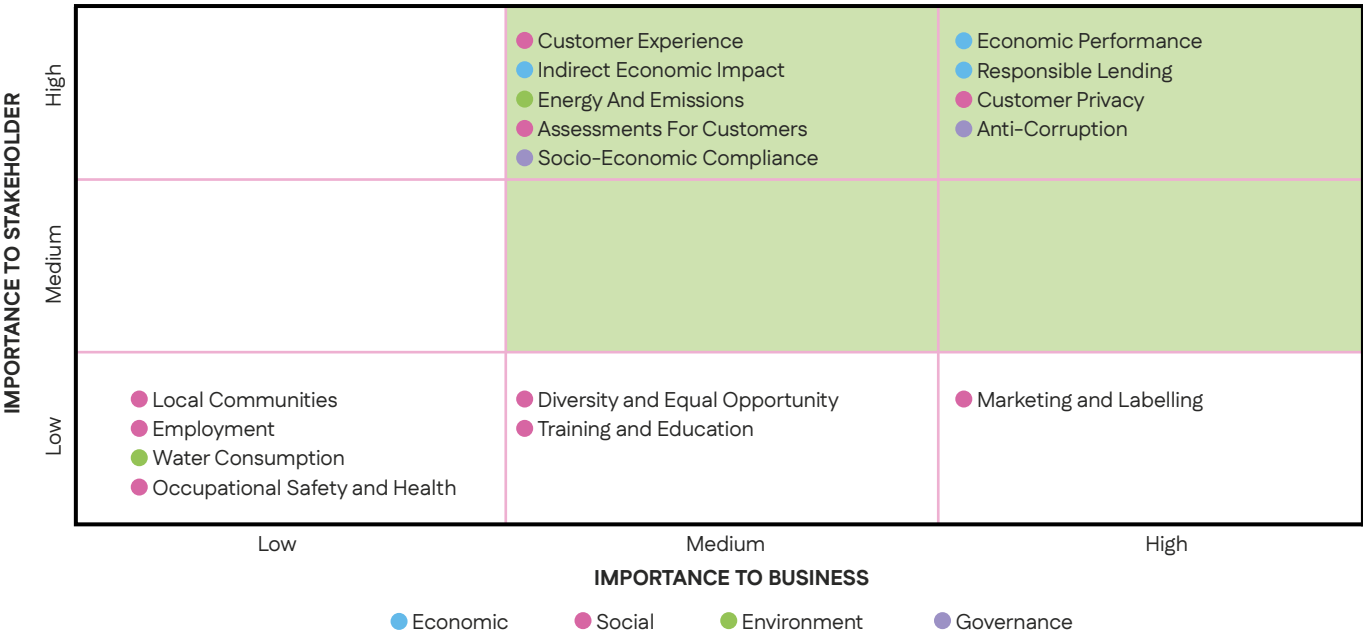 IMPORTANCE TO STAKEHOLDER
High
Customer Experience
Indirect Economic Impact
Energy And Emissions
Assessments For Customers
Socio-Economic Compliance
Economic Performance
Responsible Lending
Customer Privacy
Anti-Corruption
Medium
Low
Local Communities
Employment
Water Consumption
Occupational Safety and Health
Diversity and Equal Opportunity
Training and Education
Marketing and Labelling
Low
Medium
High
IMPORTANCE TO BUSINESS
Economic
Social
Environment
Governance